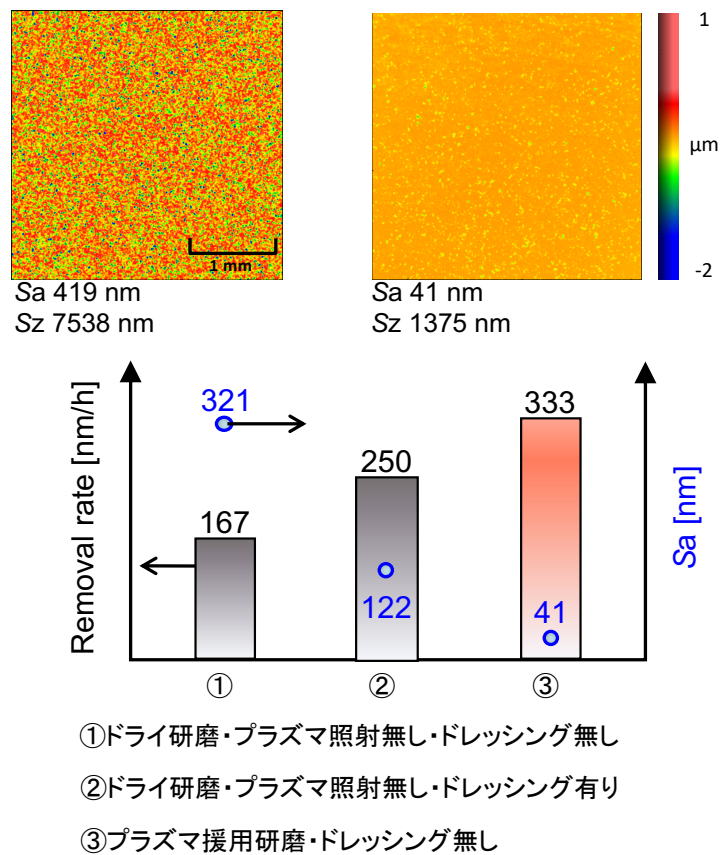 1
μm
-2
1 mm
Sa 419 nm
Sz 7538 nm
Sa 41 nm
Sz 1375 nm
Removal rate [nm/h]
321
167
250
122
333
41
Sa [nm]
① ② ③
①ドライ研磨・プラズマ照射無し・ドレッシング無し
②ドライ研磨・プラズマ照射無し・ドレッシング有り
③プラズマ援用研磨・ドレッシング無し